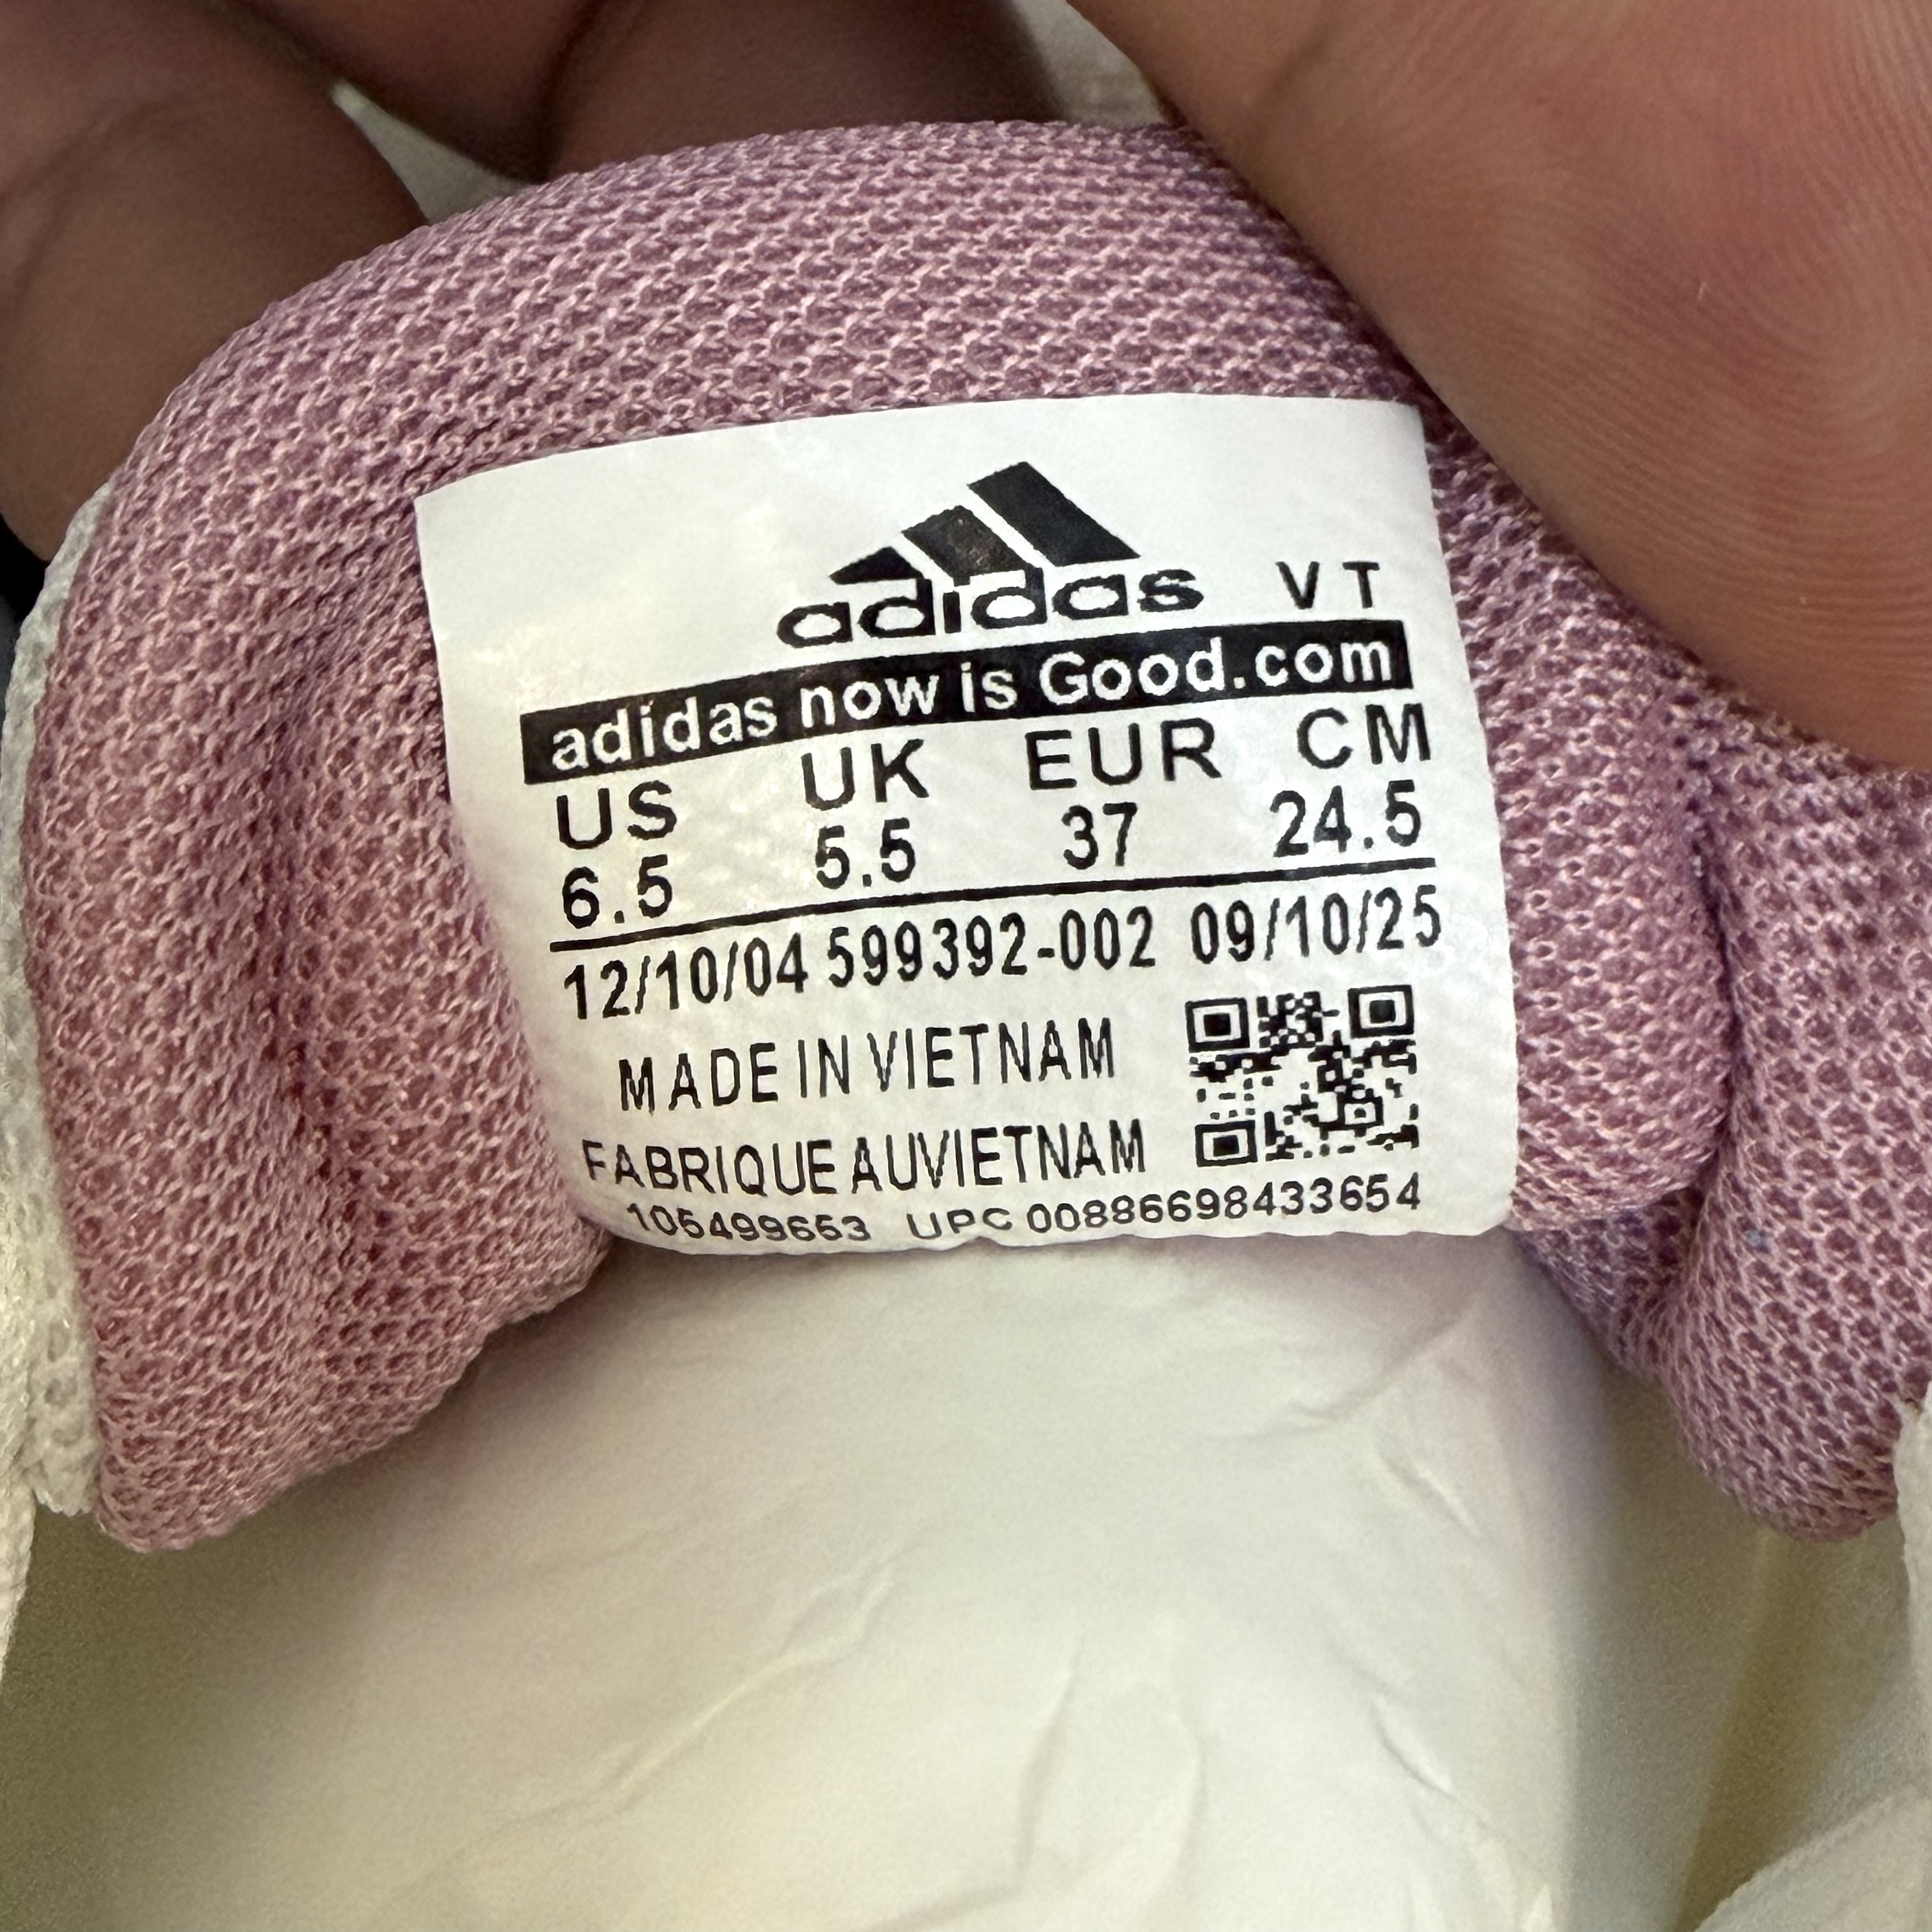 adidas VT
adidas now is Good.com
US UK EUR CM
6.5 5.5 37 24.5
12/10/04 599392-002 09/10/25
MADE IN VIETNAM
FABRIQUE AUVIETNAM
105499653 UPC 00886698433654